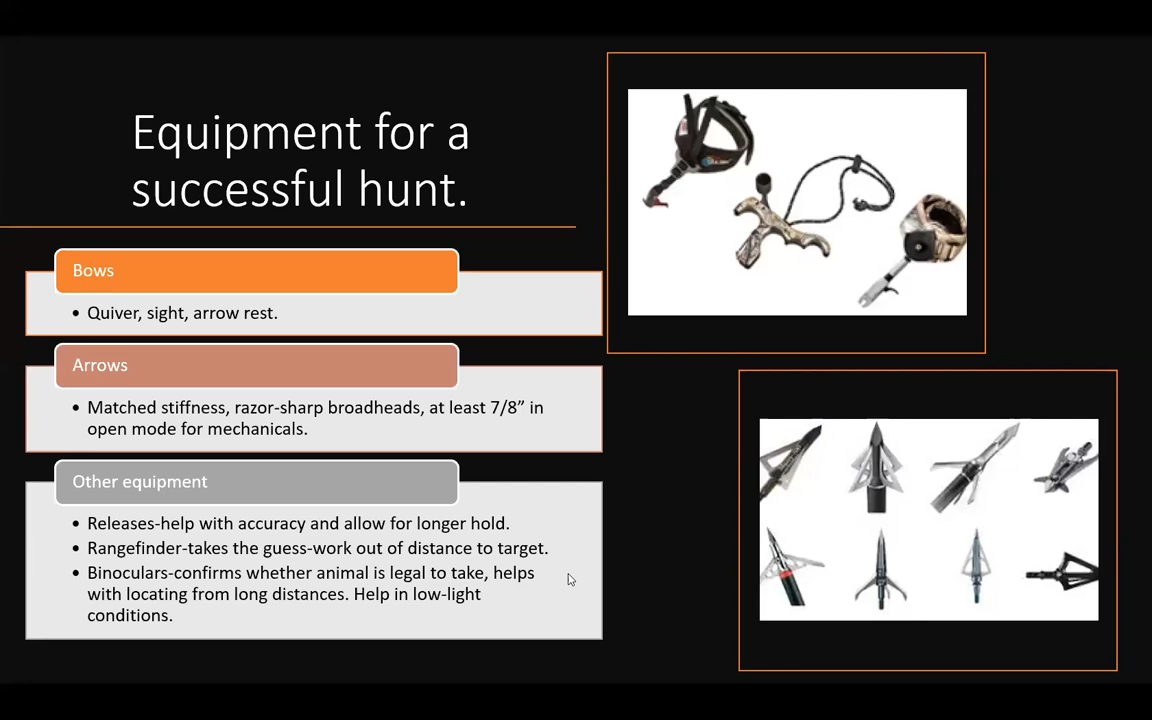 Equipment for a
successful hunt.
Bows
• Quiver, sight, arrow rest.
Arrows
• Matched stiffness, razor-sharp broadheads, at least 7/8” in
open mode for mechanicals.
Other equipment
• Releases-help with accuracy and allow for longer hold.
• Rangefinder-takes the guess-work out of distance to target.
• Binoculars-confirms whether animal is legal to take, helps
with locating from long distances. Help in low-light
conditions.